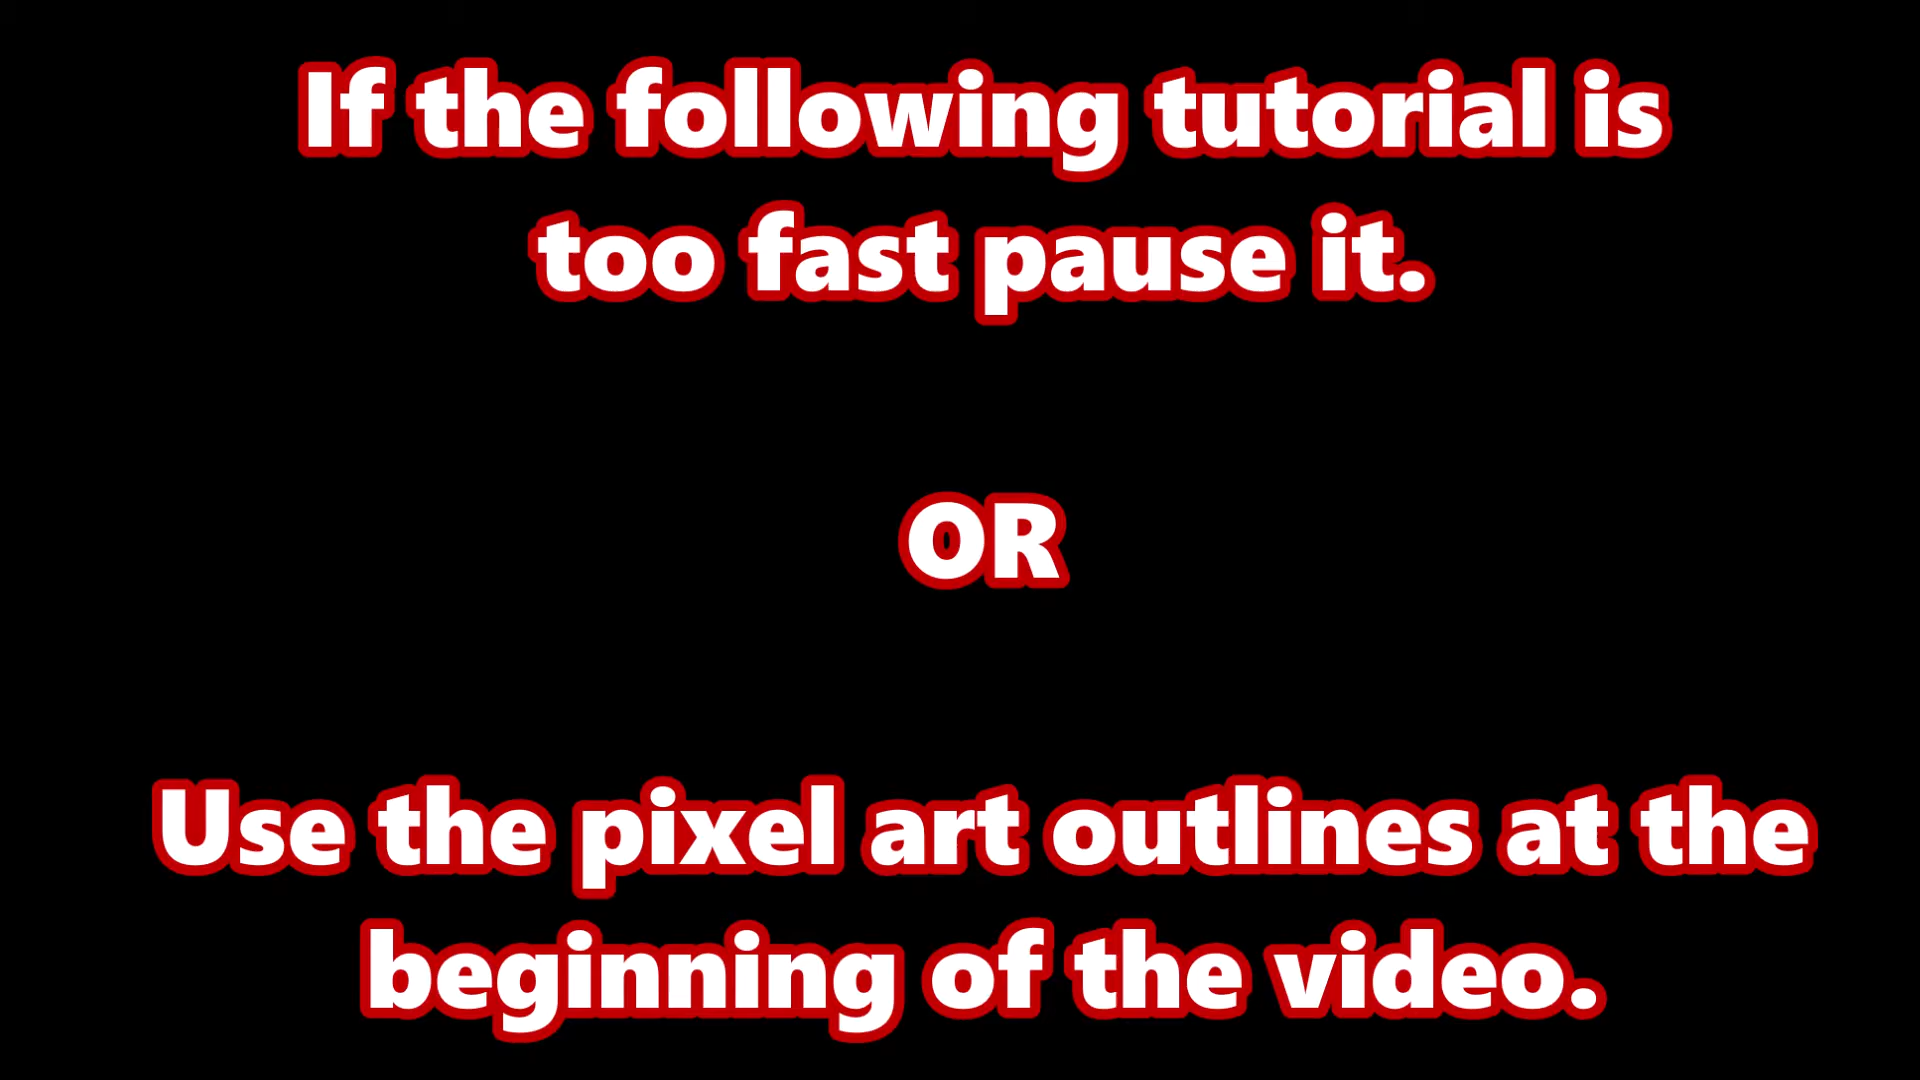 If the following tutorial is
too fast pause it.
OR
Use the pixel art outlines at the
beginning of the video.